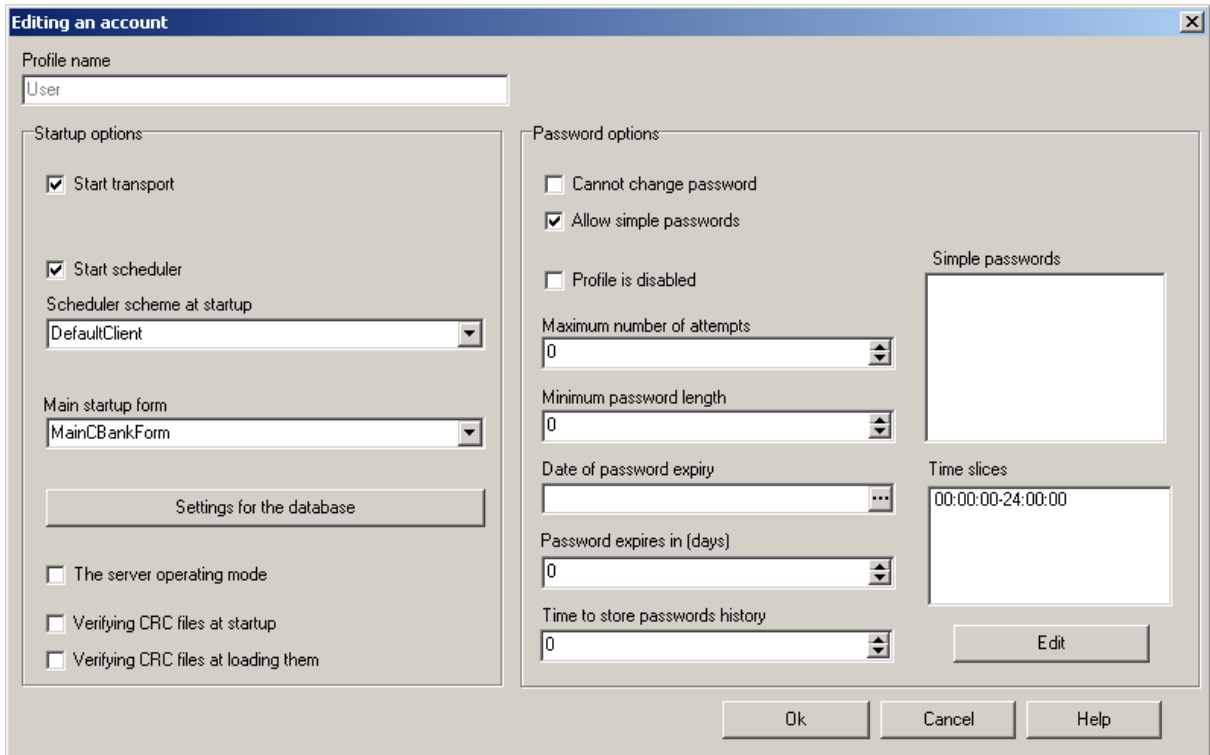 Editing an account
Profile name
User
Startup options
Start transport
Start scheduler
Scheduler scheme at startup
DefaultClient
Main startup form
MainCBankForm
Settings for the database
The server operating mode
Verifying CRC files at startup
Verifying CRC files at loading them
Password options
Cannot change password
Allow simple passwords
Profile is disabled
Maximum number of attempts
0
Minimum password length
0
Date of password expiry
Password expires in (days)
0
Time to store passwords history
0
Simple passwords
Time slices
00:00:00-24:00:00
Edit
Ok
Cancel
Help